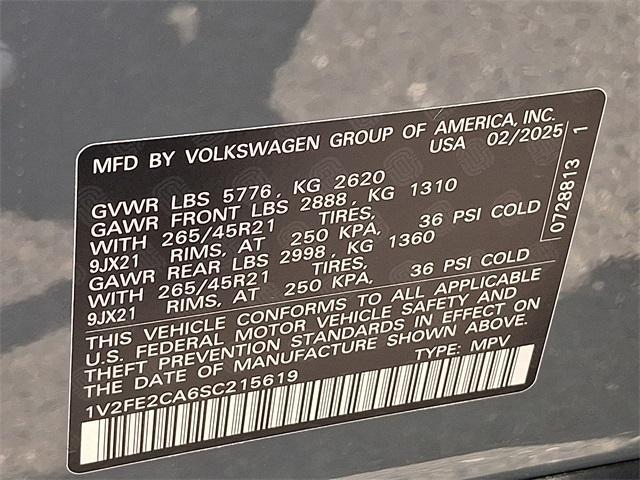 MFD BY VOLKSWAGEN GROUP OF AMERICA, INC.
USA 02/2025
GVWR LBS 5776, KG 2620
GAWR FRONT LBS 2888, KG 1310
WITH 265/45R21 TIRES,
9JX21 RIMS, AT 250 KPA, 36 PSI COLD
GAWR REAR LBS 2998, KG 1360
WITH 265/45R21 TIRES,
9JX21 RIMS, AT 250 KPA, 36 PSI COLD
THIS VEHICLE CONFORMS TO ALL APPLICABLE
U.S. FEDERAL MOTOR VEHICLE SAFETY AND
THEFT PREVENTION STANDARDS IN EFFECT ON
THE DATE OF MANUFACTURE SHOWN ABOVE.
1V2FE2CA6SC215619 TYPE: MPV
07/28813 1